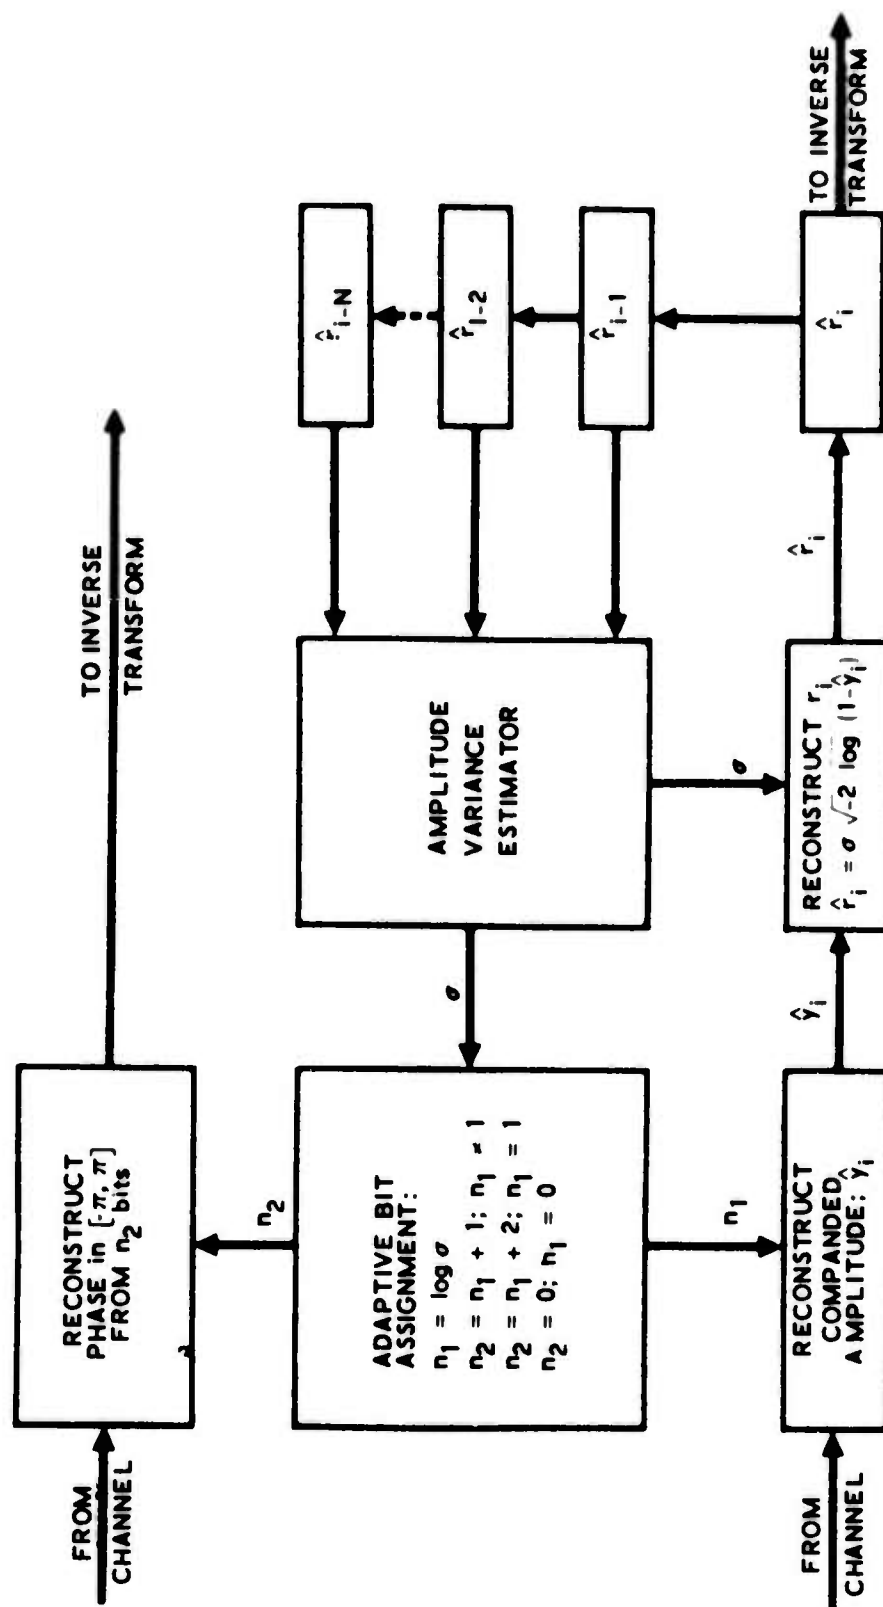 FROM
CHANNEL
RECONSTRUCT
PHASE in [-π, π]
FROM n₂ bits
TO INVERSE
TRANSFORM
n₂
ADAPTIVE BIT
ASSIGNMENT:
n₁ = log σ
n₂ = n₁ + 1; n₁ ≠ 1
n₂ = n₁ + 2; n₁ = 1
n₂ = 0; n₁ = 0
σ
AMPLITUDE
VARIANCE
ESTIMATOR
r̂ᵢ₋N
r̂₁₋₂
r̂ᵢ₋₁
n₁
σ
FROM
CHANNEL
RECONSTRUCT
COMPANDED
AMPLITUDE: ŷᵢ
ŷᵢ
RECONSTRUCT rᵢ
r̂ᵢ = σ √-2 log (1-ŷᵢ)
r̂ᵢ
r̂ᵢ
TO INVERSE
TRANSFORM